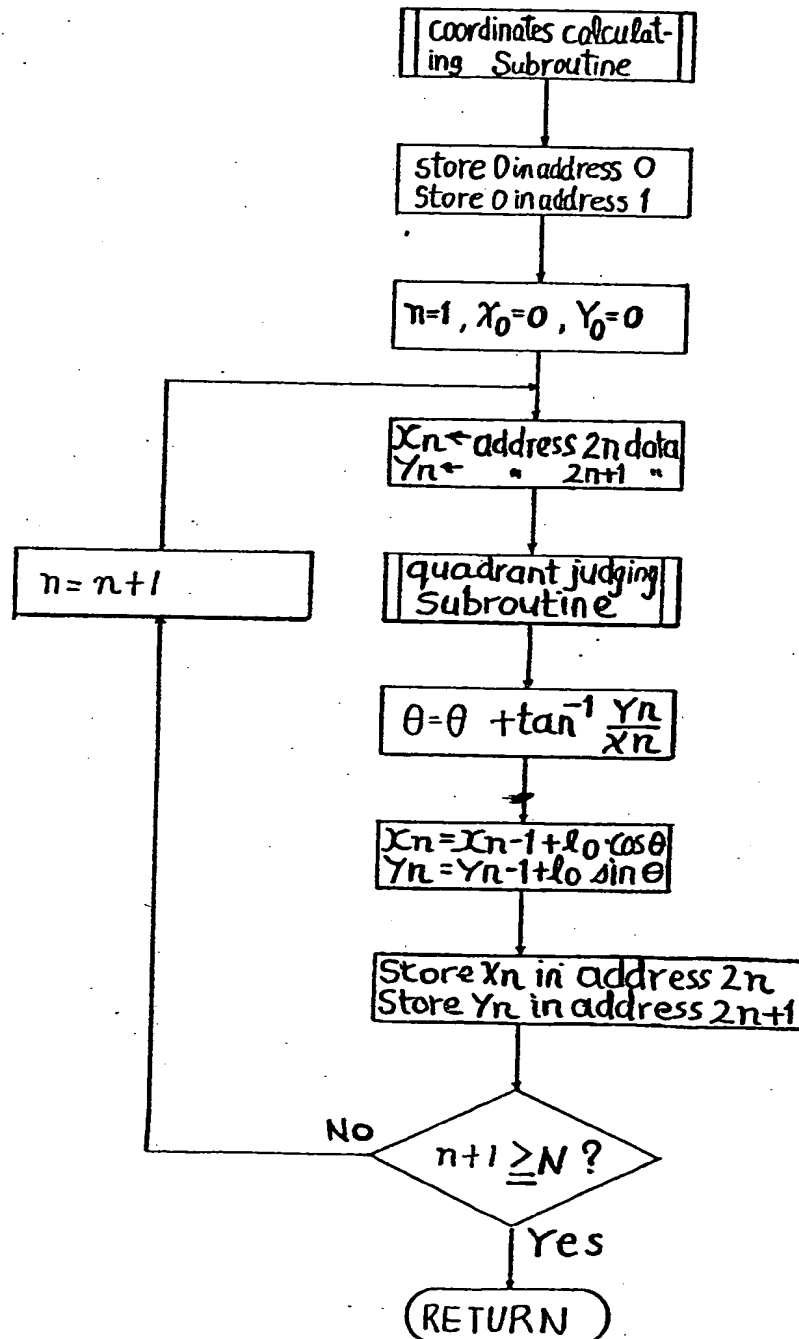 coordinates calculat-
ing Subroutine
store 0 in address 0
Store 0 in address 1
n=1, X₀=0, Y₀=0
Xn← address 2n data
Yn← " 2n+1 "
n=n+1
quadrant judging
Subroutine
θ=θ +tan⁻¹ Yn/Xn
Xn=Xn-1+ℓ₀·cosθ
Yn=Yn-1+ℓ₀ sinθ
Store Xn in address 2n
Store Yn in address 2n+1
No
n+1≧N?
Yes
RETURN